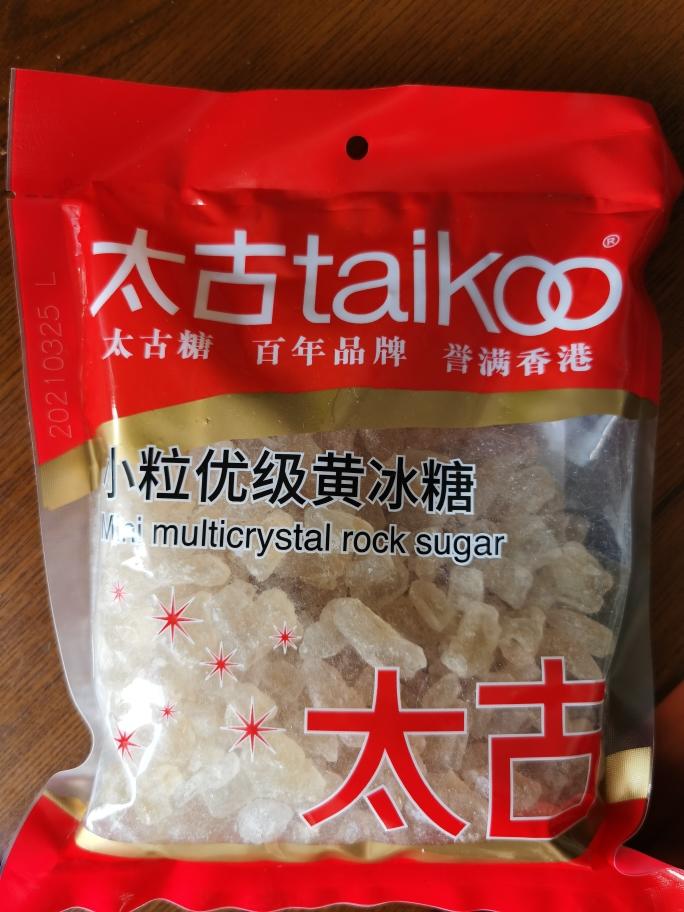 太古taikoo®
太古糖 百年品牌 誉满香港
20210325 L
小粒优级黄冰糖
Mini multicrystal rock sugar
太古